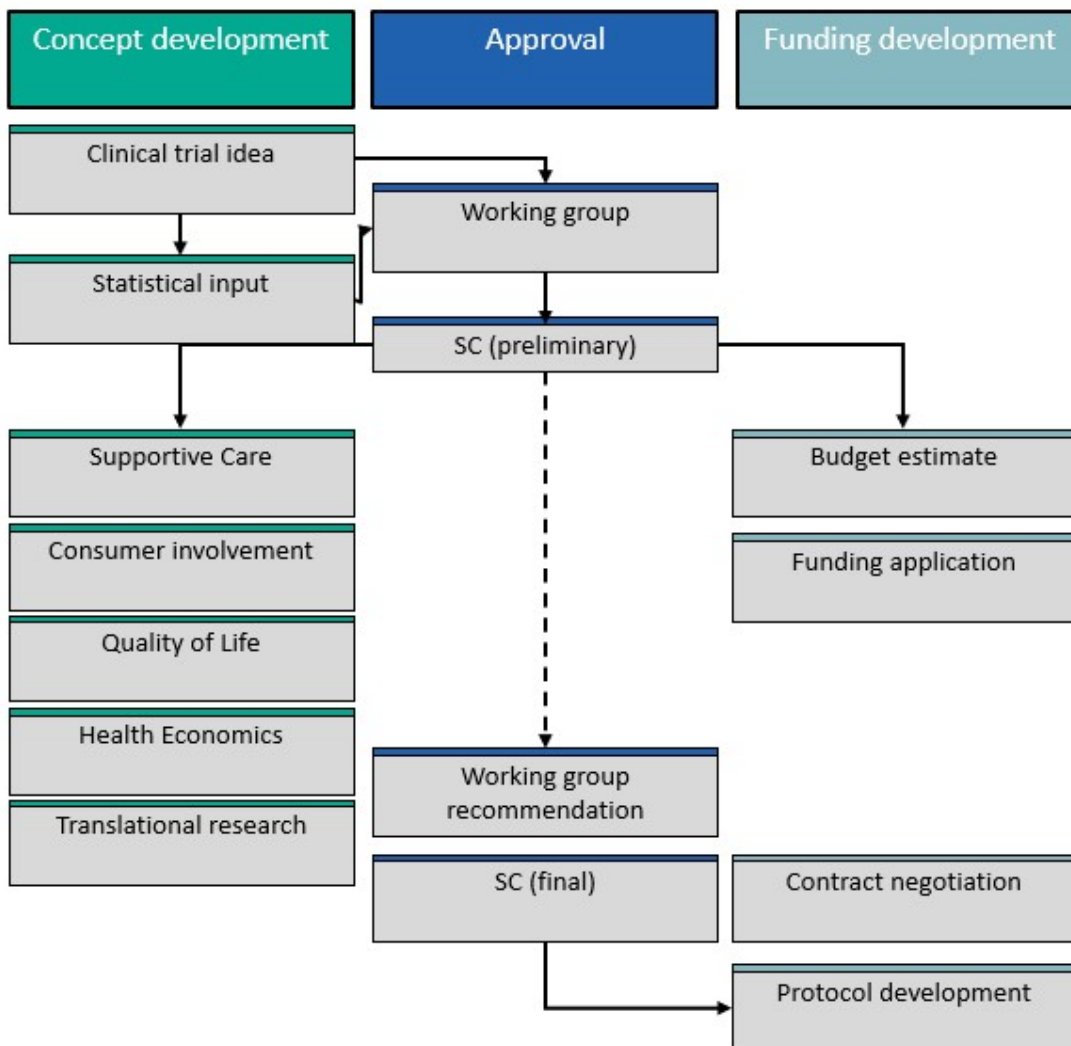 Concept development
Approval
Funding development
Clinical trial idea
Working group
Statistical input
SC (preliminary)
Supportive Care
Budget estimate
Consumer involvement
Funding application
Quality of Life
Health Economics
Working group
recommendation
Translational research
SC (final)
Contract negotiation
Protocol development